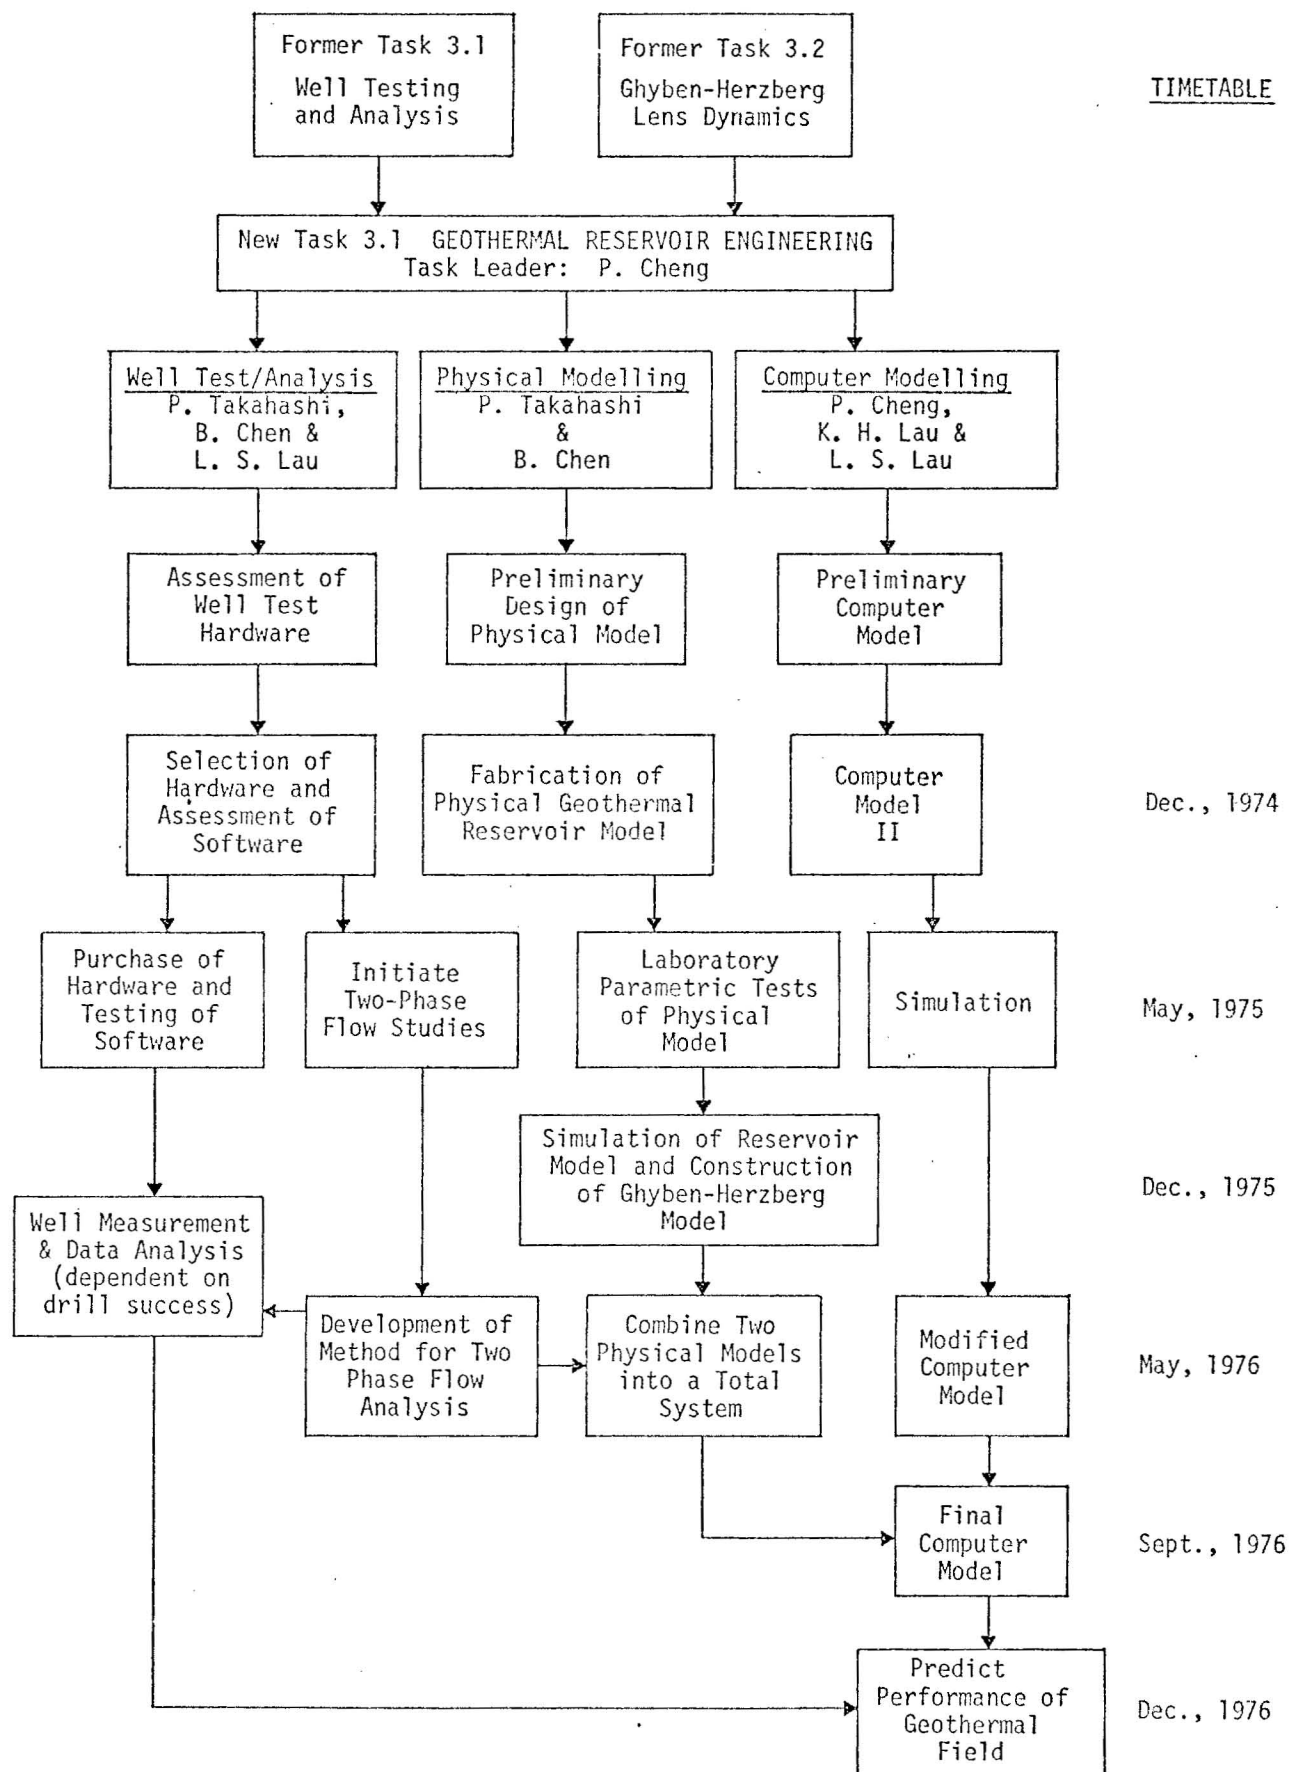 Former Task 3.1
Well Testing
and Analysis
Former Task 3.2
Ghyben-Herzberg
Lens Dynamics
TIMETABLE
New Task 3.1 GEOTHERMAL RESERVOIR ENGINEERING
Task Leader: P. Cheng
Well Test/Analysis
P. Takahashi,
B. Chen &
L. S. Lau
Physical Modelling
P. Takahashi
&
B. Chen
Computer Modelling
P. Cheng,
K. H. Lau &
L. S. Lau
Assessment of
Well Test
Hardware
Preliminary
Design of
Physical Model
Preliminary
Computer
Model
Selection of
Hardware and
Assessment of
Software
Fabrication of
Physical Geothermal
Reservoir Model
Computer
Model
II
Dec., 1974
Purchase of
Hardware and
Testing of
Software
Initiate
Two-Phase
Flow Studies
Laboratory
Parametric Tests
of Physical
Model
Simulation
May, 1975
Simulation of Reservoir
Model and Construction
of Ghyben-Herzberg
Model
Dec., 1975
Well Measurement
& Data Analysis
(dependent on
drill success)
Development of
Method for Two
Phase Flow
Analysis
Combine Two
Physical Models
into a Total
System
Modified
Computer
Model
May, 1976
Final
Computer
Model
Sept., 1976
Predict
Performance of
Geothermal
Field
Dec., 1976